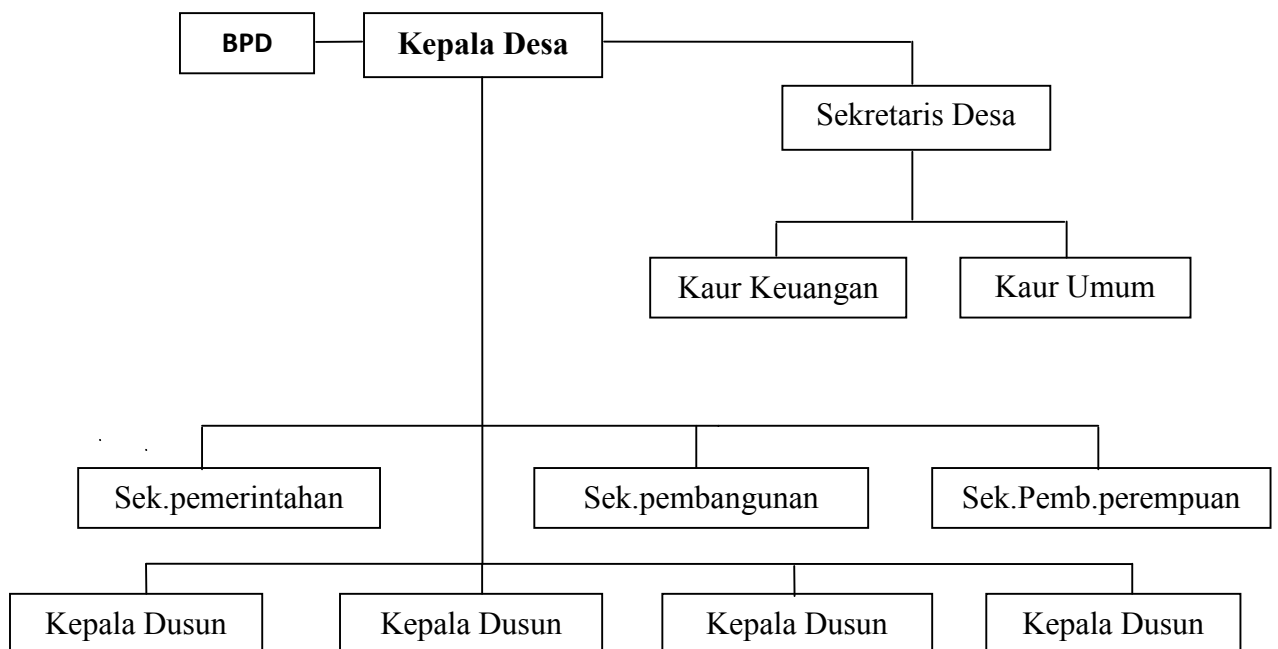 BPD
Kepala Desa
Sekretaris Desa
Kaur Keuangan
Kaur Umum
Sek.pemerintahan
Sek.pembangunan
Sek.Pemb.perempuan
Kepala Dusun
Kepala Dusun
Kepala Dusun
Kepala Dusun